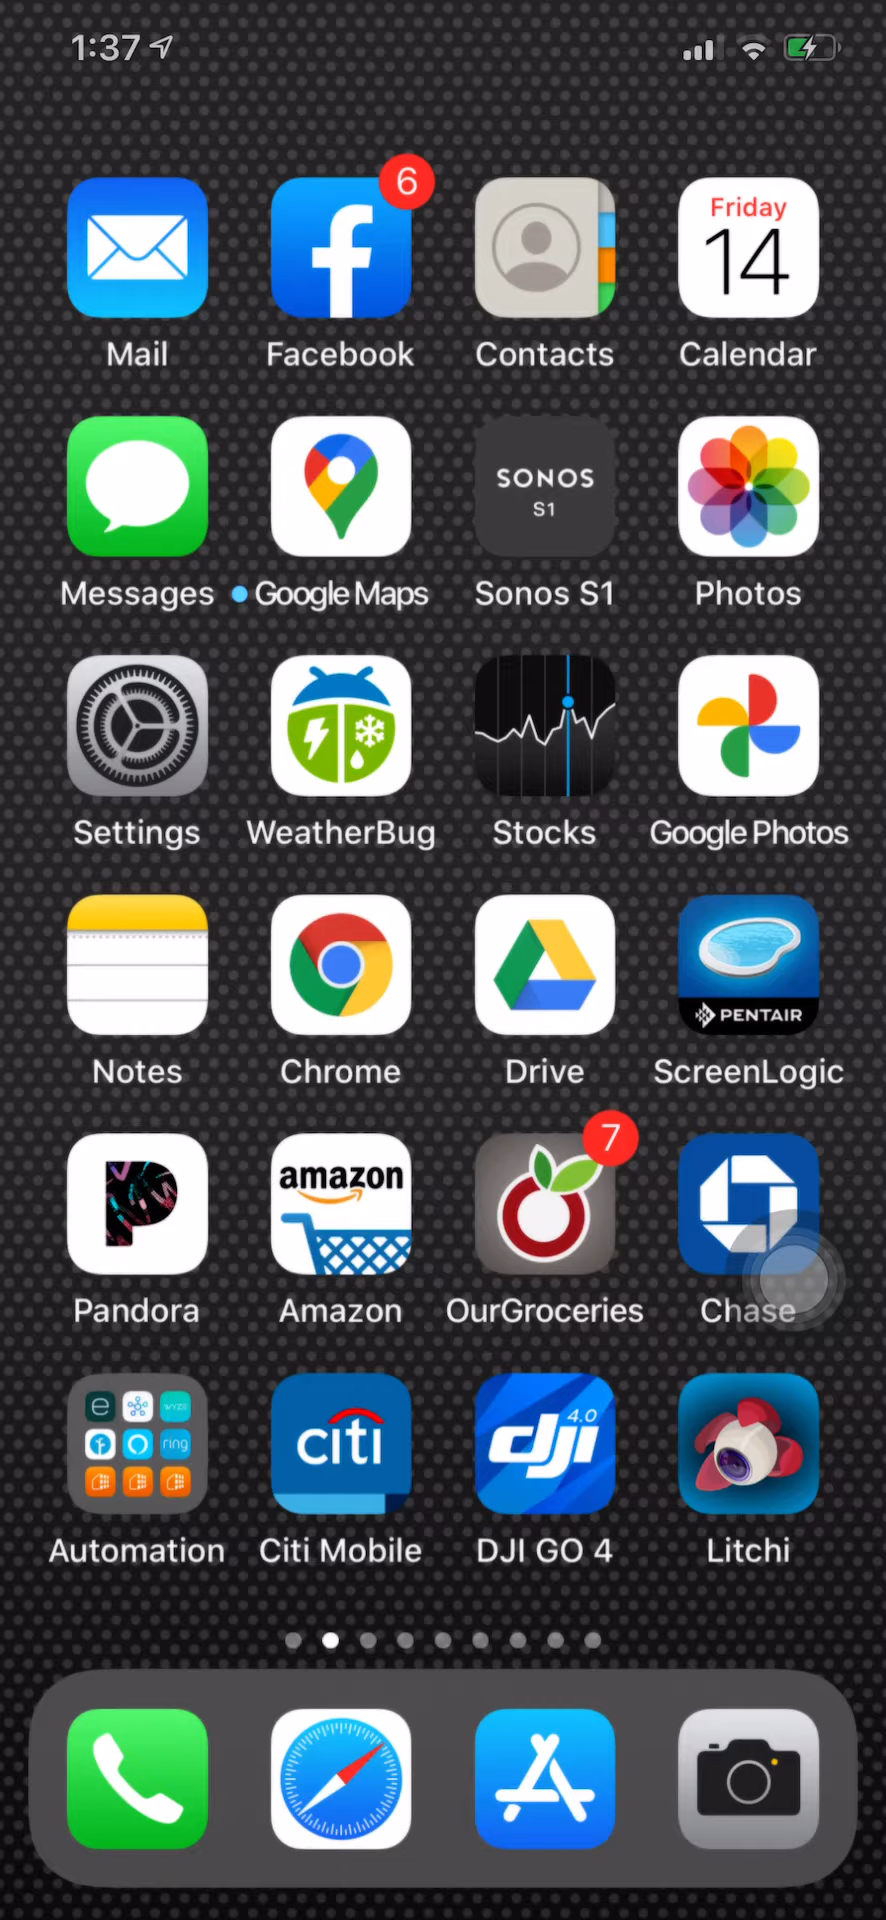 1:37
6
Friday
14
Mail Facebook Contacts Calendar
SONOS
S1
Messages Google Maps Sonos S1 Photos
Settings WeatherBug Stocks Google Photos
PENTAIR
Notes Chrome Drive ScreenLogic
7
amazon
Pandora Amazon OurGroceries Chase
wyze
ring
citi
dji 4.0
Automation Citi Mobile DJI GO 4 Litchi